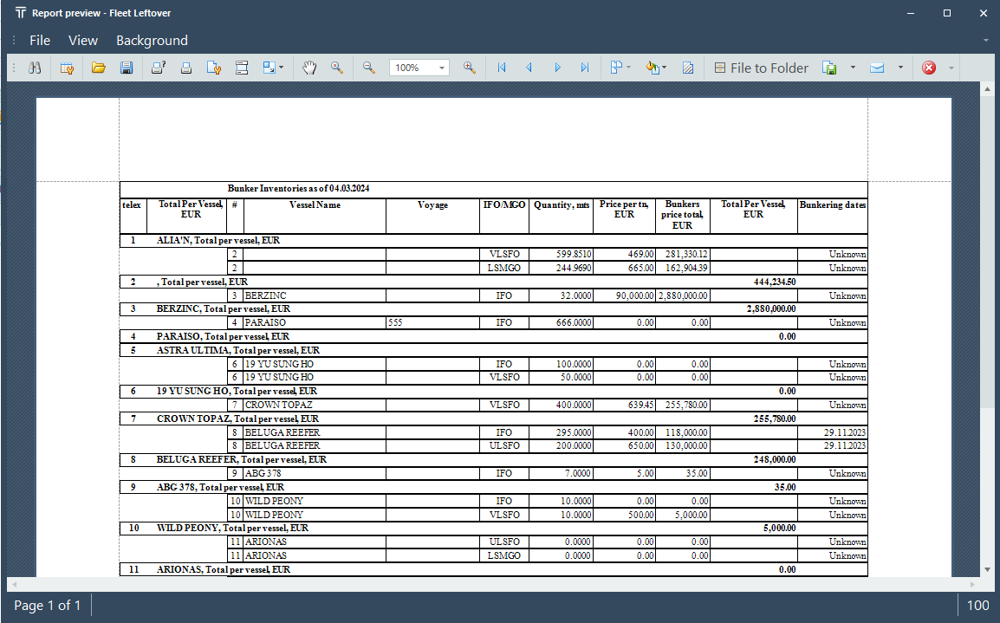 Report preview - Fleet Leftover
File View Background
100% File to Folder
Bunker Inventories as of 04.03.2024
telex Total Per Vessel, EUR # Vessel Name Voyage IFO/MGO Quantity, mts Price per tn, EUR Bunkers price total, EUR Total Per Vessel, EUR Bunkering dates
1 ALIA'N, Total per vessel, EUR
2 VLSFO 599.8510 469.00 281,330.12 Unknown
2 LSMGO 244.9690 665.00 162,904.39 Unknown
2 , Total per vessel, EUR 444,234.50
3 BERZINC IFO 32.0000 90,000.00 2,880,000.00 Unknown
3 BERZINC, Total per vessel, EUR 2,880,000.00
4 PARAISO 555 IFO 666.0000 0.00 0.00 Unknown
4 PARAISO, Total per vessel, EUR 0.00
5 ASTRA ULTIMA, Total per vessel, EUR
6 19 YU SUNG HO IFO 100.0000 0.00 0.00 Unknown
6 19 YU SUNG HO VLSFO 50.0000 0.00 0.00 Unknown
6 19 YU SUNG HO, Total per vessel, EUR 0.00
7 CROWN TOPAZ VLSFO 400.0000 639.45 255,780.00 Unknown
7 CROWN TOPAZ, Total per vessel, EUR 255,780.00
8 BELUGA REEFER IFO 295.0000 400.00 118,000.00 29.11.2023
8 BELUGA REEFER ULSFO 200.0000 650.00 130,000.00 29.11.2023
8 BELUGA REEFER, Total per vessel, EUR 248,000.00
9 ABG 378 IFO 7.0000 5.00 35.00 Unknown
9 ABG 378, Total per vessel, EUR 35.00
10 WILD PEONY IFO 10.0000 0.00 0.00 Unknown
10 WILD PEONY VLSFO 10.0000 500.00 5,000.00 Unknown
10 WILD PEONY, Total per vessel, EUR 5,000.00
11 ARIONAS ULSFO 0.0000 0.00 0.00 Unknown
11 ARIONAS LSMGO 0.0000 0.00 0.00 Unknown
11 ARIONAS, Total per vessel, EUR 0.00
Page 1 of 1 100